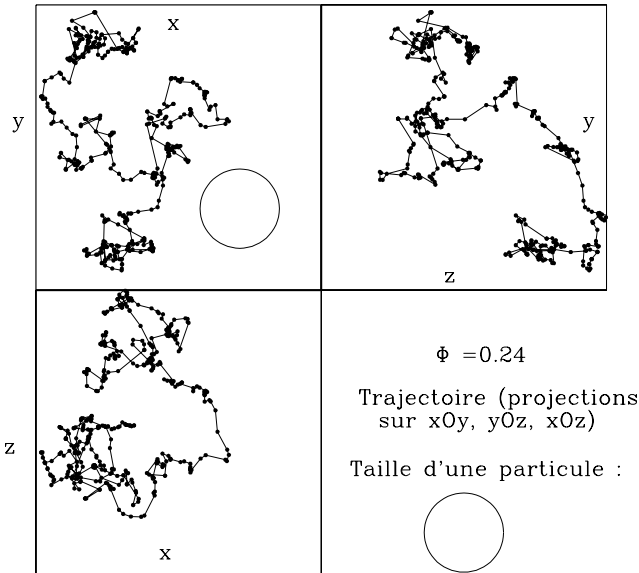 x
y
y
z
Φ =0.24
Trajectoire (projections
sur xOy, yOz, xOz)
z
Taille d'une particule :
x